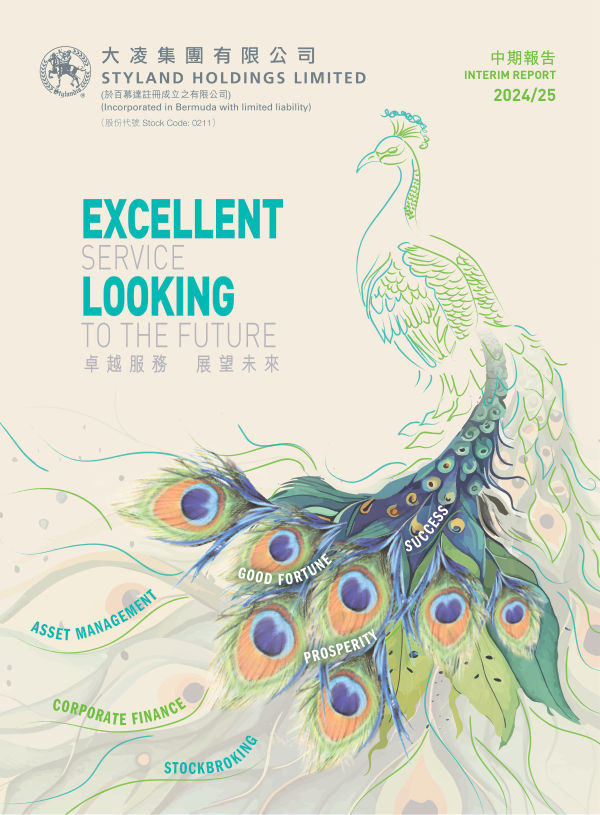 大凌集團有限公司
STYLAND HOLDINGS LIMITED
(於百慕達註冊成立之有限公司)
(Incorporated in Bermuda with limited liability)
(股份代號 Stock Code: 0211)
Stylandia®
中期報告
INTERIM REPORT
2024/25
EXCELLENT
SERVICE
LOOKING
TO THE FUTURE
卓越服務 展望未來
SUCCESS
GOOD FORTUNE
ASSET MANAGEMENT
PROSPERITY
CORPORATE FINANCE
STOCKBROKING